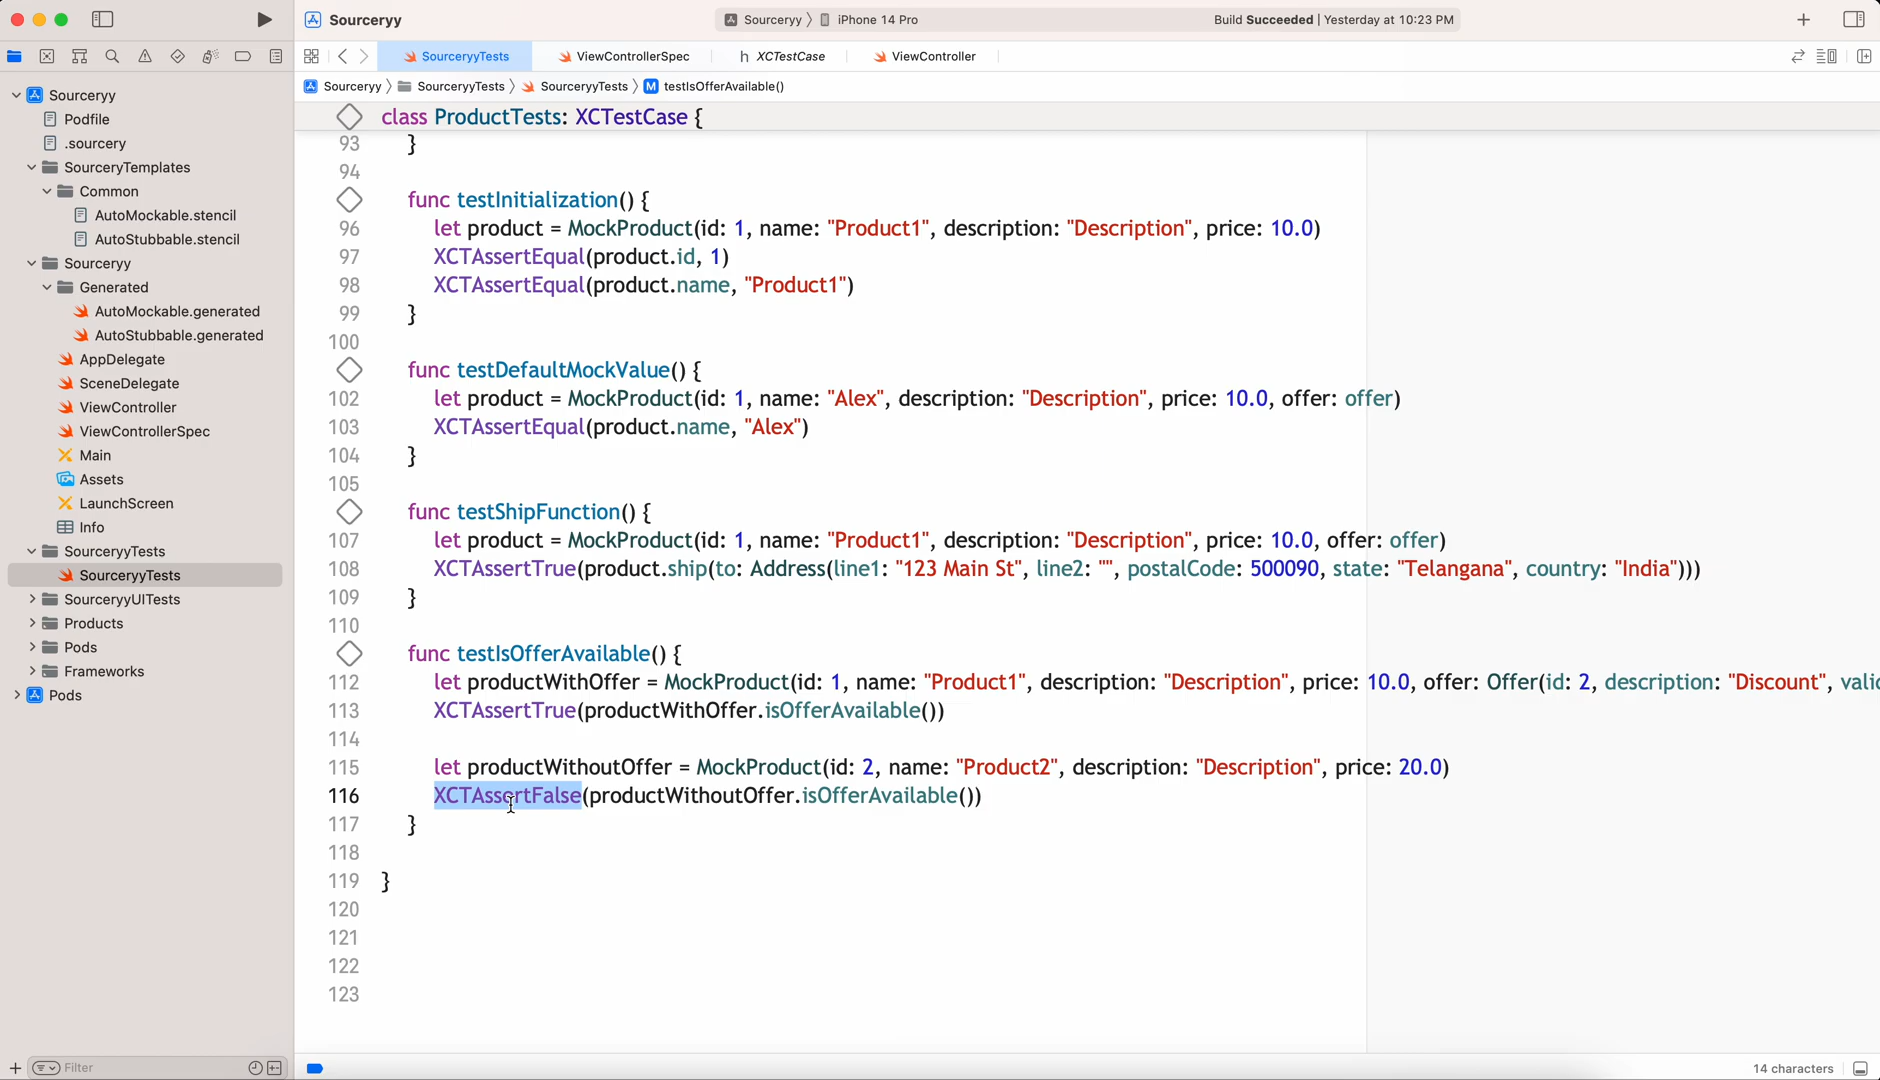 Sourceryy
Sourceryy 〉 iPhone 14 Pro
Build Succeeded | Yesterday at 10:23 PM
SourceryyTests
ViewControllerSpec
h XCTestCase
ViewController
Sourceryy 〉 SourceryyTests 〉 SourceryyTests 〉 M testIsOfferAvailable()
Sourceryy
Podfile
.sourcery
SourceryTemplates
Common
AutoMockable.stencil
AutoStubbable.stencil
Sourceryy
Generated
AutoMockable.generated
AutoStubbable.generated
AppDelegate
SceneDelegate
ViewController
ViewControllerSpec
Main
Assets
LaunchScreen
Info
SourceryyTests
SourceryyTests
SourceryyUITests
Products
Pods
Frameworks
Pods
Filter
class ProductTests: XCTestCase {
93 }
94
func testInitialization() {
96 let product = MockProduct(id: 1, name: "Product1", description: "Description", price: 10.0)
97 XCTAssertEqual(product.id, 1)
98 XCTAssertEqual(product.name, "Product1")
99 }
100
func testDefaultMockValue() {
102 let product = MockProduct(id: 1, name: "Alex", description: "Description", price: 10.0, offer: offer)
103 XCTAssertEqual(product.name, "Alex")
104 }
105
func testShipFunction() {
107 let product = MockProduct(id: 1, name: "Product1", description: "Description", price: 10.0, offer: offer)
108 XCTAssertTrue(product.ship(to: Address(line1: "123 Main St", line2: "", postalCode: 500090, state: "Telangana", country: "India")))
109 }
110
func testIsOfferAvailable() {
112 let productWithOffer = MockProduct(id: 1, name: "Product1", description: "Description", price: 10.0, offer: Offer(id: 2, description: "Discount", valid
113 XCTAssertTrue(productWithOffer.isOfferAvailable())
114
115 let productWithoutOffer = MockProduct(id: 2, name: "Product2", description: "Description", price: 20.0)
116 XCTAssertFalse(productWithoutOffer.isOfferAvailable())
117 }
118
119 }
120
121
122
123
14 characters